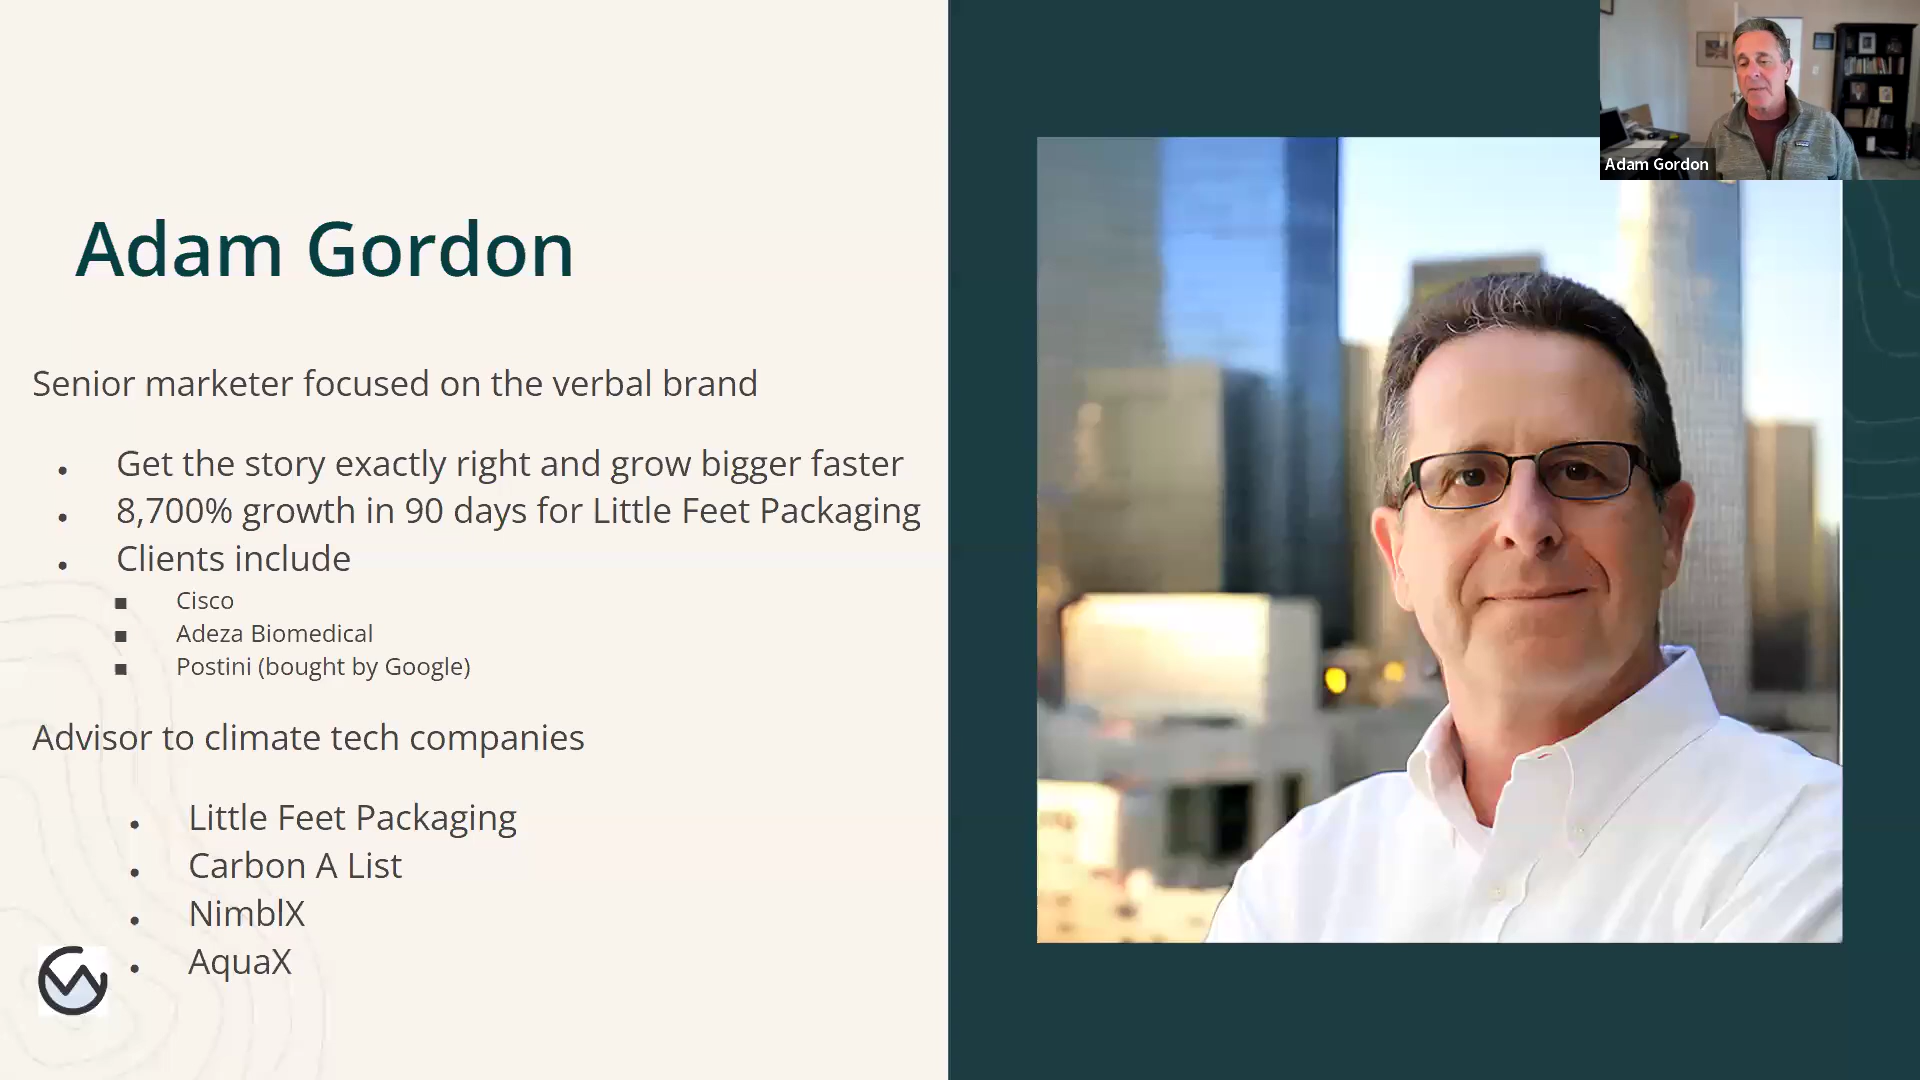 Adam Gordon
Senior marketer focused on the verbal brand
• Get the story exactly right and grow bigger faster
• 8,700% growth in 90 days for Little Feet Packaging
• Clients include
■ Cisco
■ Adeza Biomedical
■ Postini (bought by Google)
Advisor to climate tech companies
• Little Feet Packaging
• Carbon A List
• NimblX
• AquaX
Adam Gordon